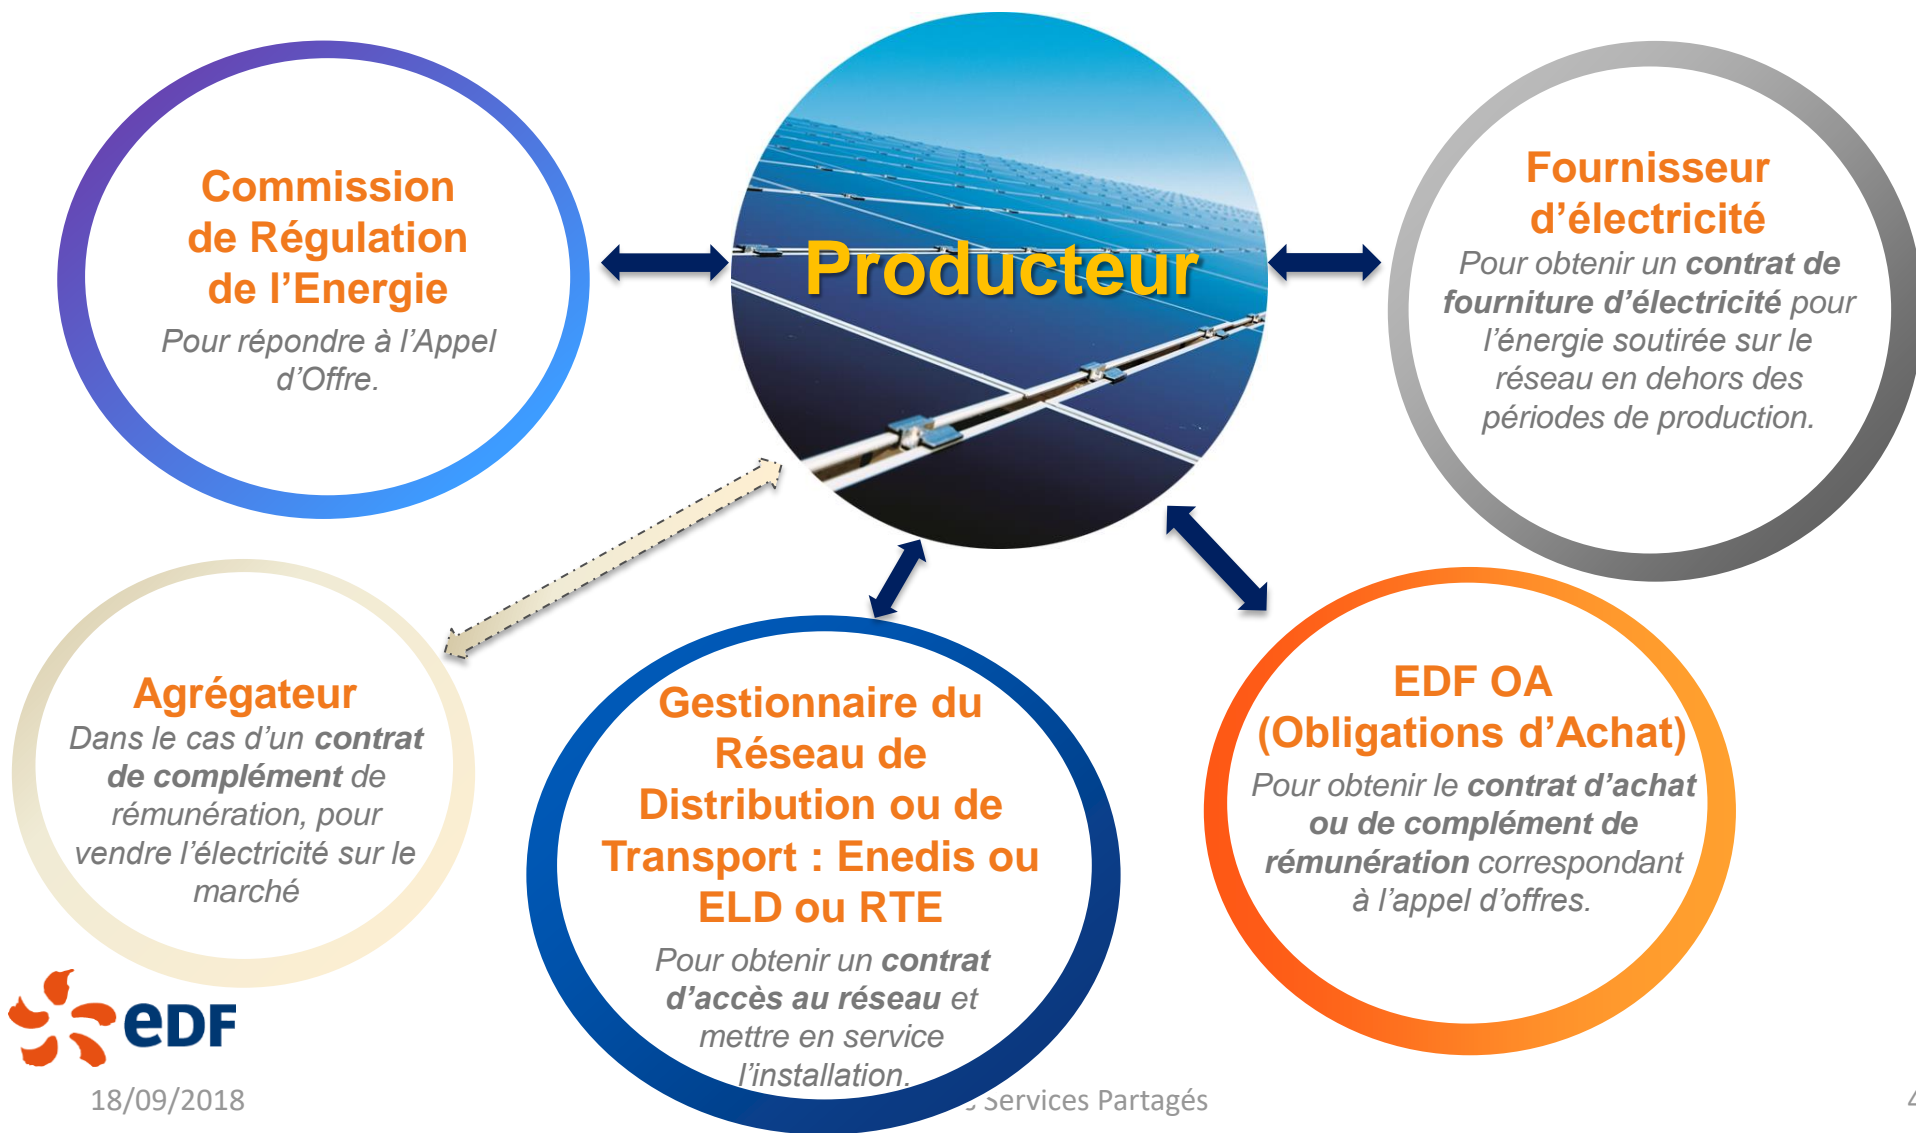 Commission
de Régulation
de l’Energie
Pour répondre à l’Appel
d’Offre.
Producteur
Fournisseur
d’électricité
Pour obtenir un contrat de
fourniture d’électricité pour
l’énergie soutirée sur le
réseau en dehors des
périodes de production.
Agrégateur
Dans le cas d’un contrat
de complément de
rémunération, pour
vendre l’électricité sur le
marché
Gestionnaire du
Réseau de
Distribution ou de
Transport : Enedis ou
ELD ou RTE
Pour obtenir un contrat
d’accès au réseau et
mettre en service
l’installation.
EDF OA
(Obligations d’Achat)
Pour obtenir le contrat d’achat
ou de complément de
rémunération correspondant
à l’appel d’offres.
eDF
18/09/2018
Services Partagés